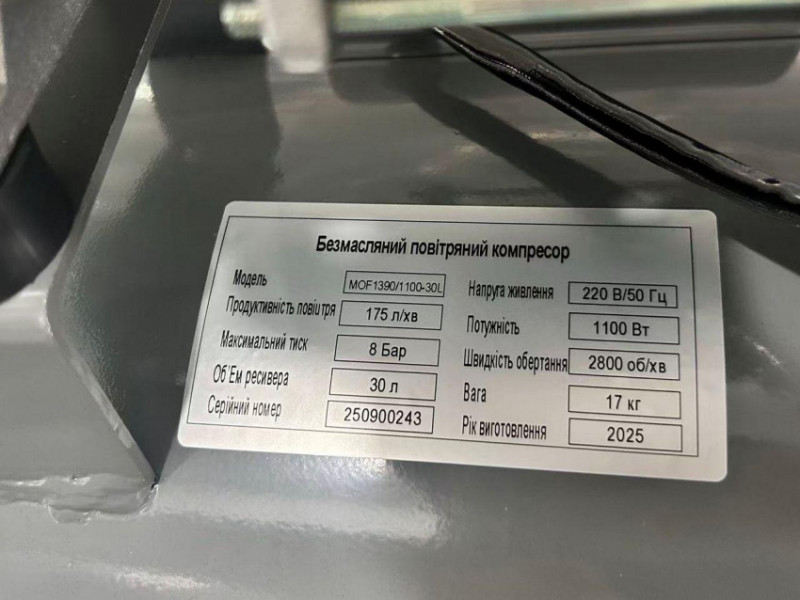 Безмасляний повітряний компресор
Модель MOF1390/1100-30L Напруга живлення 220 В/50 Гц
Продуктивність повітря 175 л/хв Потужність 1100 Вт
Максимальний тиск 8 Бар Швидкість обертання 2800 об/хв
Об'Ем ресивера 30 л Вага 17 кг
Серійний номер 250900243 Рік виготовлення 2025